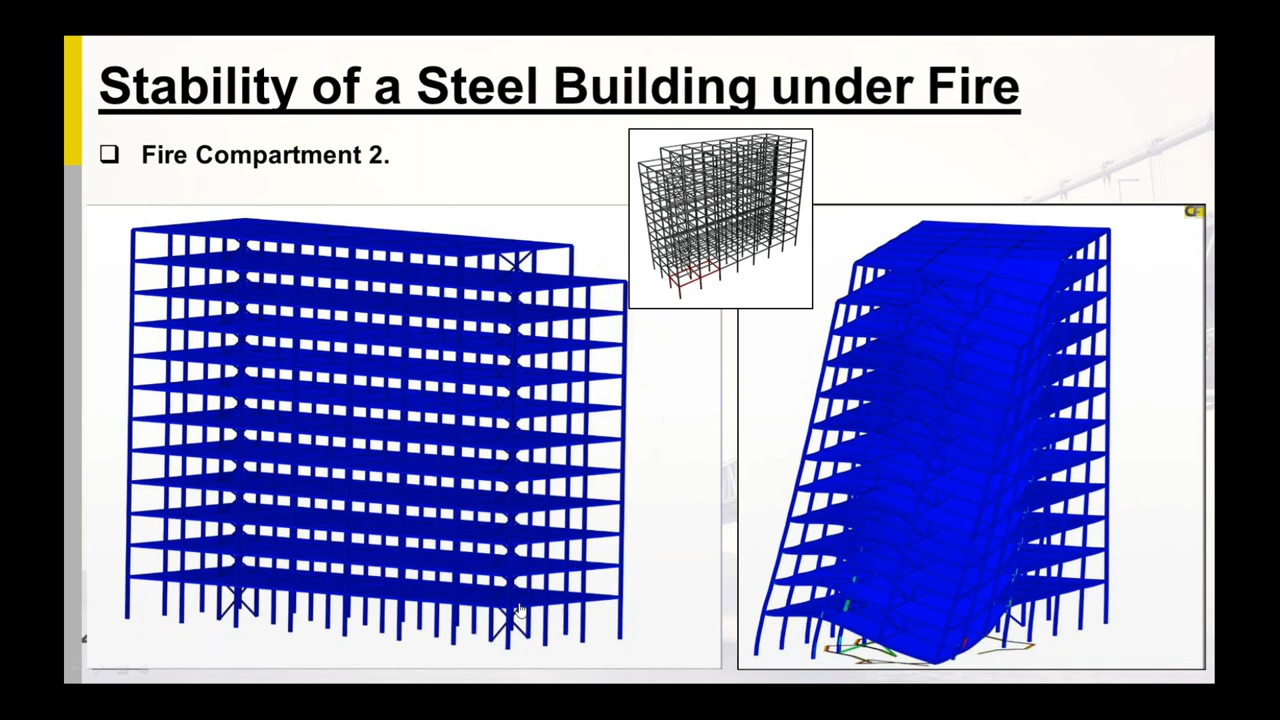 Stability of a Steel Building under Fire
Fire Compartment 2.